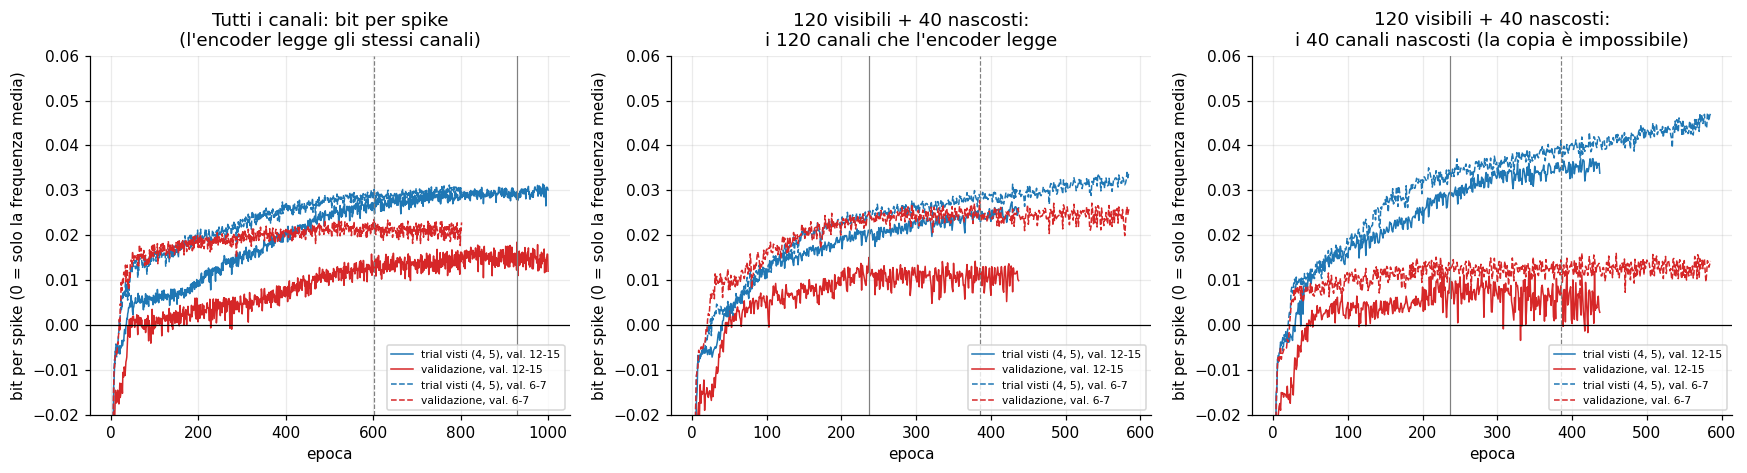 Tutti i canali: bit per spike
(l'encoder legge gli stessi canali)
bit per spike (0 = solo la frequenza media)
0.06
0.05
0.04
0.03
0.02
0.01
0.00
−0.01
−0.02
0 200 400 600 800 1000
epoca
trial visti (4, 5), val. 12-15
validazione, val. 12-15
trial visti (4, 5), val. 6-7
validazione, val. 6-7
120 visibili + 40 nascosti:
i 120 canali che l'encoder legge
bit per spike (0 = solo la frequenza media)
0.06
0.05
0.04
0.03
0.02
0.01
0.00
−0.01
−0.02
0 100 200 300 400 500 600
epoca
trial visti (4, 5), val. 12-15
validazione, val. 12-15
trial visti (4, 5), val. 6-7
validazione, val. 6-7
120 visibili + 40 nascosti:
i 40 canali nascosti (la copia è impossibile)
bit per spike (0 = solo la frequenza media)
0.06
0.05
0.04
0.03
0.02
0.01
0.00
−0.01
−0.02
0 100 200 300 400 500 600
epoca
trial visti (4, 5), val. 12-15
validazione, val. 12-15
trial visti (4, 5), val. 6-7
validazione, val. 6-7